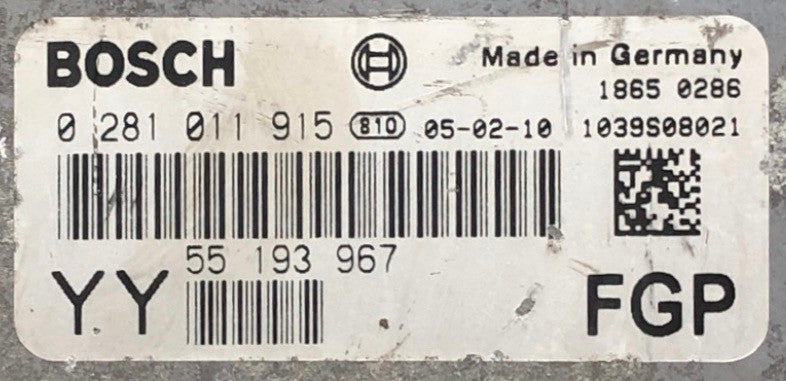 BOSCH Made in Germany
1865 0286
0 281 011 915 810 05-02-10 1039S08021
55 193 967
YY FGP